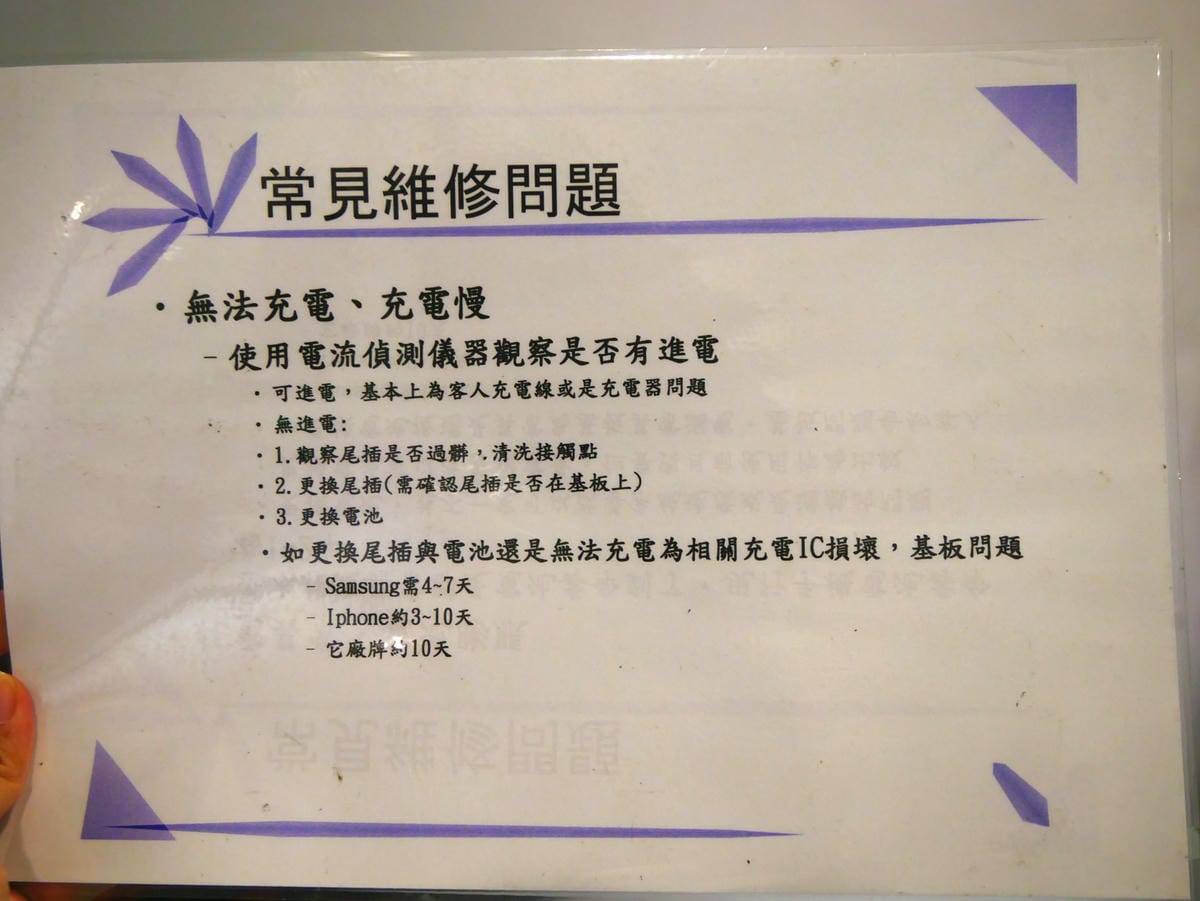 常見維修問題
・無法充電、充電慢
－使用電流偵測儀器觀察是否有進電
・可進電，基本上為客人充電線或是充電器問題
・無進電:
・1.觀察尾插是否過髒，清洗接觸點
・2.更換尾插(需確認尾插是否在基板上)
・3.更換電池
・如更換尾插與電池還是無法充電為相關充電IC損壞，基板問題
－Samsung需4~7天
－Iphone約3~10天
－它廠牌約10天